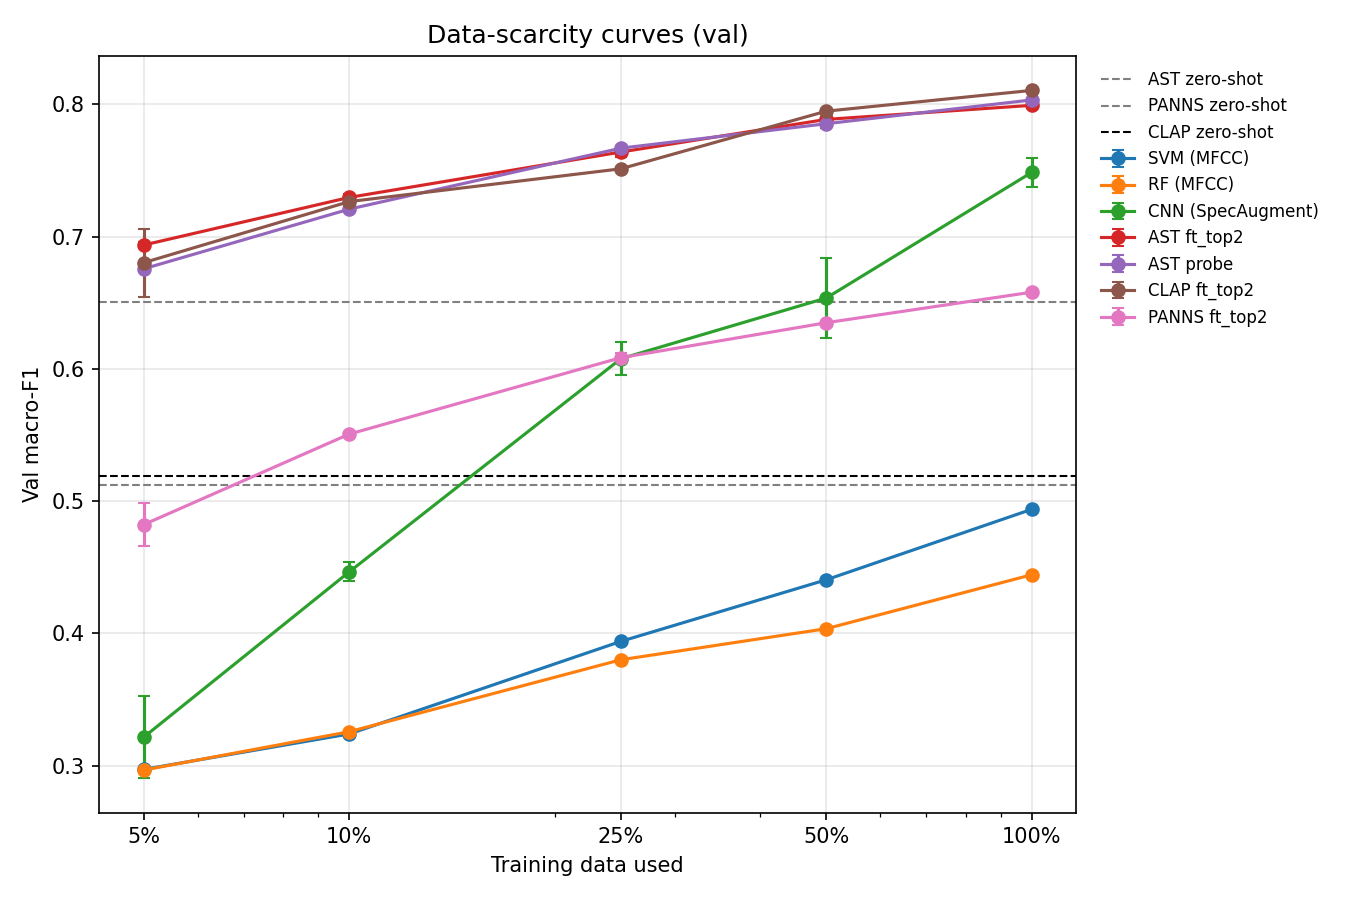 Data-scarcity curves (val)
Val macro-F1
0.8
0.7
0.6
0.5
0.4
0.3
5%
10%
25%
50%
100%
Training data used
AST zero-shot
PANNS zero-shot
CLAP zero-shot
SVM (MFCC)
RF (MFCC)
CNN (SpecAugment)
AST ft_top2
AST probe
CLAP ft_top2
PANNS ft_top2